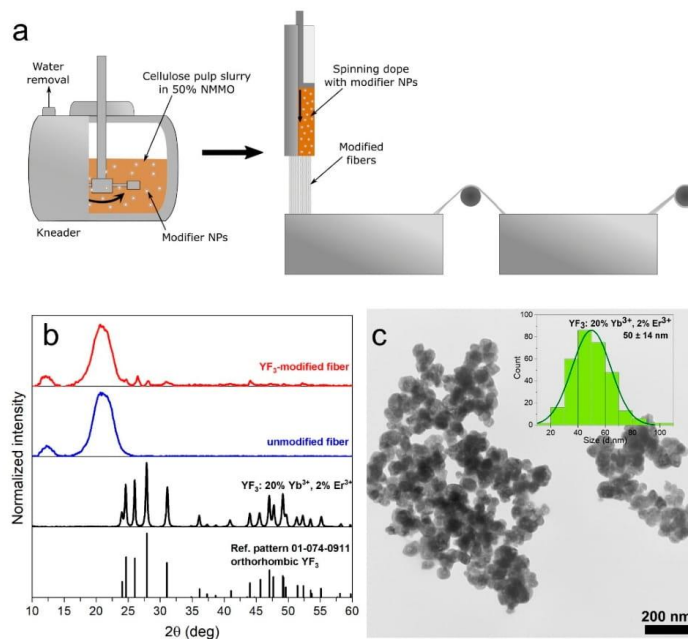 a
Water
removal
Cellulose pulp slurry
in 50% NMMO
Modifier NPs
Kneader
Spinning dope
with modifier NPs
Modified
fibers
b
YF₃-modified fiber
unmodified fiber
YF₃: 20% Yb³⁺, 2% Er³⁺
Ref. pattern 01-074-0911
orthorhombic YF₃
Normalized intensity
10 15 20 25 30 35 40 45 50 55 60
2θ (deg)
c
YF₃: 20% Yb³⁺, 2% Er³⁺
50 ± 14 nm
Count
100
80
60
40
20
0
20 40 60 80 100
Size (d.nm)
200 nm